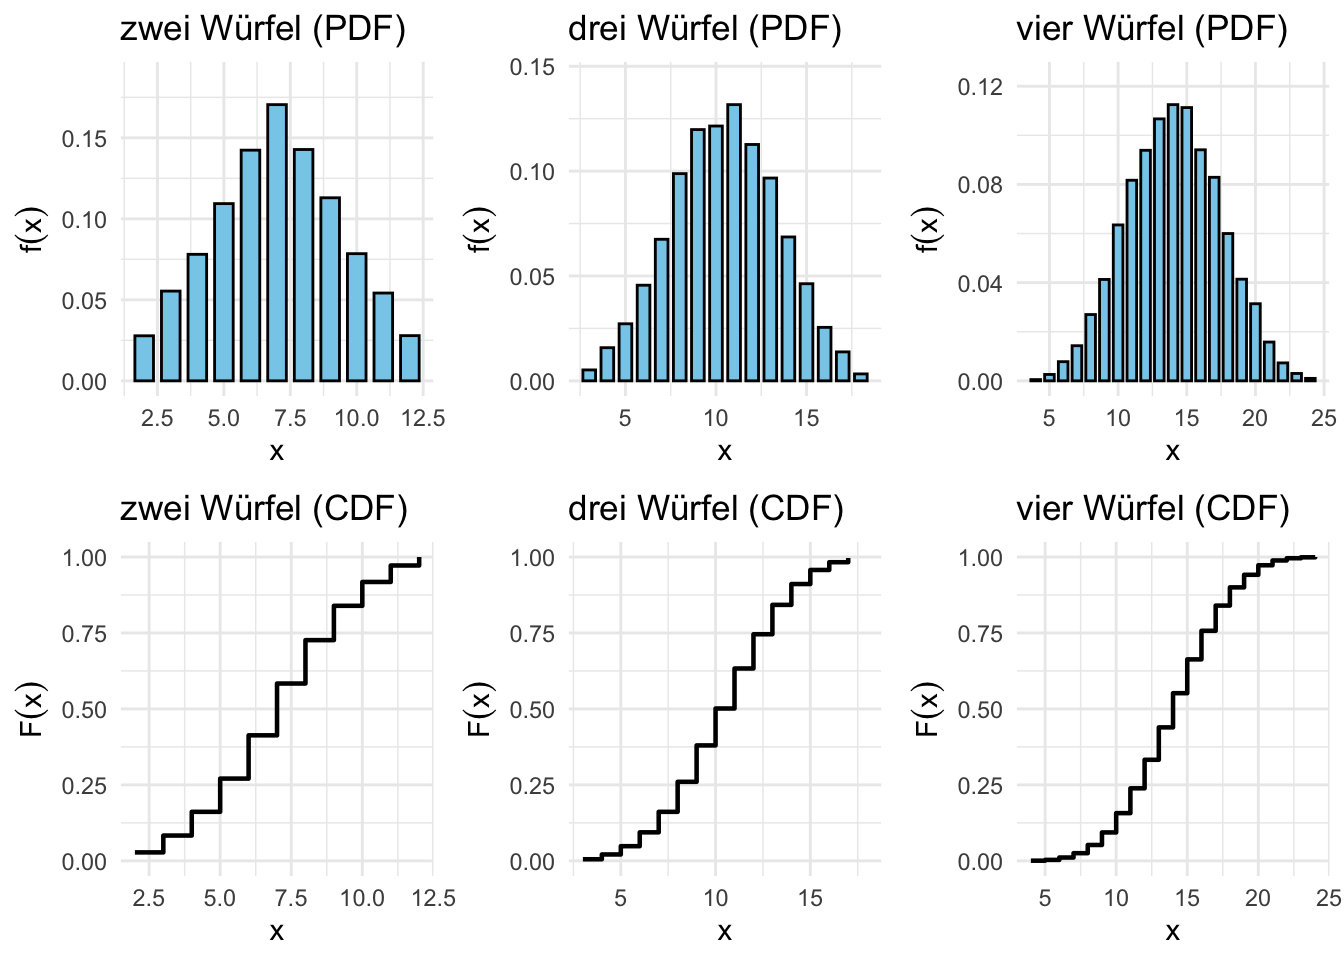 zwei Würfel (PDF)
f(x)
0.15
0.10
0.05
0.00
2.5 5.0 7.5 10.0 12.5
x
drei Würfel (PDF)
f(x)
0.15
0.10
0.05
0.00
5 10 15
x
vier Würfel (PDF)
f(x)
0.12
0.08
0.04
0.00
5 10 15 20 25
x
zwei Würfel (CDF)
F(x)
1.00
0.75
0.50
0.25
0.00
2.5 5.0 7.5 10.0 12.5
x
drei Würfel (CDF)
F(x)
1.00
0.75
0.50
0.25
0.00
5 10 15
x
vier Würfel (CDF)
F(x)
1.00
0.75
0.50
0.25
0.00
5 10 15 20 25
x